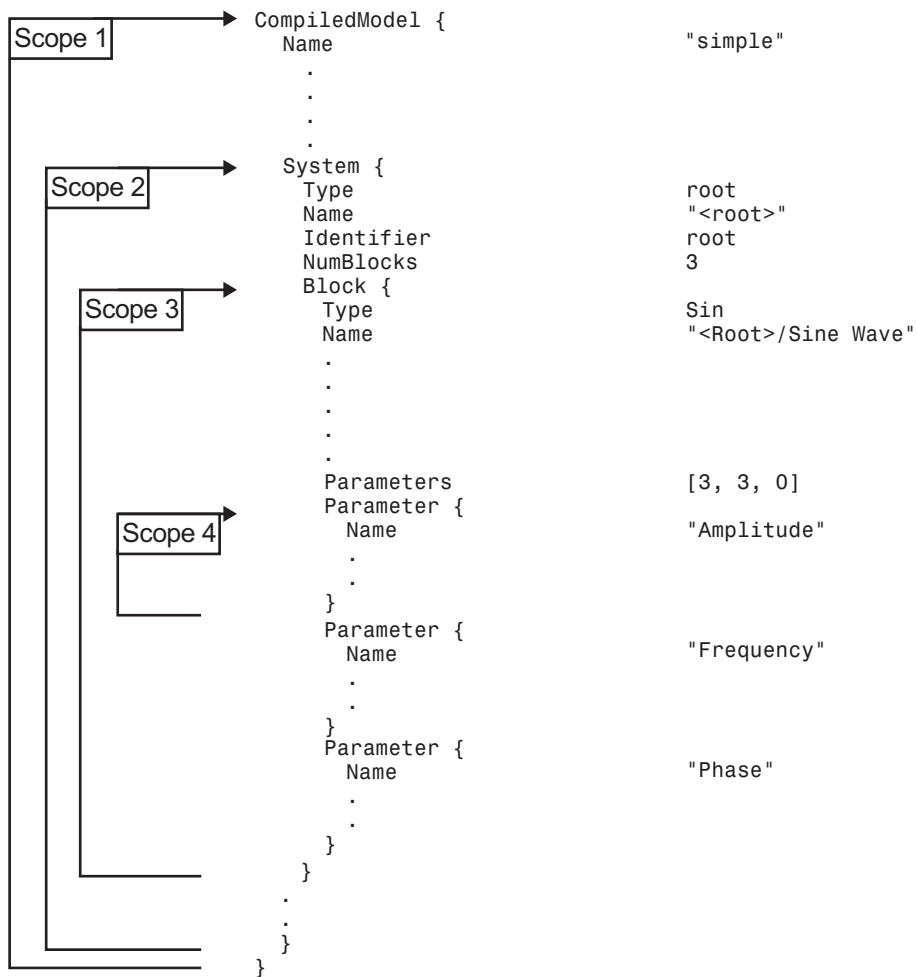 Scope 1
CompiledModel {
Name "simple"
.
.
.
.
Scope 2
System {
Type root
Name "<root>"
Identifier root
NumBlocks 3
Scope 3
Block {
Type Sin
Name "<Root>/Sine Wave"
.
.
.
.
.
Parameters [3, 3, 0]
Scope 4
Parameter {
Name "Amplitude"
.
.
}
Parameter {
Name "Frequency"
.
.
}
Parameter {
Name "Phase"
.
.
}
}
.
.
}
}